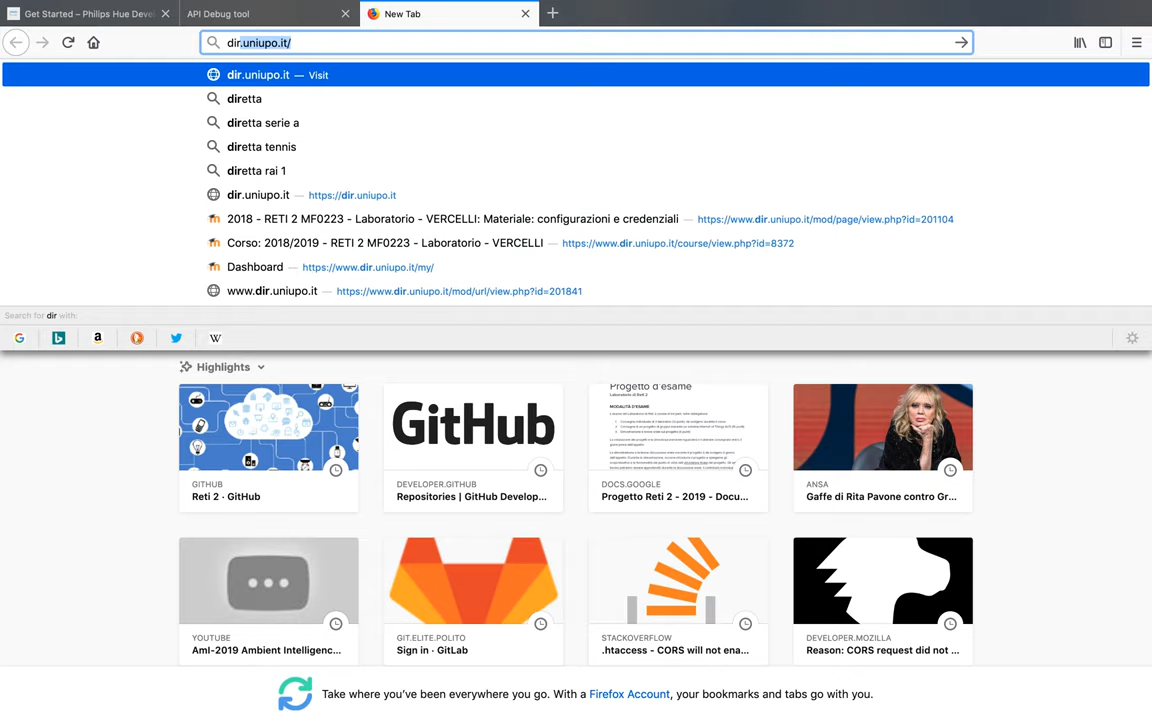 Get Started – Philips Hue Devel
API Debug tool
New Tab
dir.uniupo.it/
dir.uniupo.it — Visit
diretta
diretta serie a
diretta tennis
diretta rai 1
dir.uniupo.it — https://dir.uniupo.it
2018 - RETI 2 MF0223 - Laboratorio - VERCELLI: Materiale: configurazioni e credenziali — https://www.dir.uniupo.it/mod/page/view.php?id=201104
Corso: 2018/2019 - RETI 2 MF0223 - Laboratorio - VERCELLI — https://www.dir.uniupo.it/course/view.php?id=8372
Dashboard — https://www.dir.uniupo.it/my/
www.dir.uniupo.it — https://www.dir.uniupo.it/mod/url/view.php?id=201841
Search for dir with:
Highlights
GitHub
Progetto d'esame
Laboratorio di Reti 2
MODALITÀ D'ESAME
GITHUB
Reti 2 · GitHub
DEVELOPER.GITHUB
Repositories | GitHub Develop...
DOCS.GOOGLE
Progetto Reti 2 - 2019 - Docu...
ANSA
Gaffe di Rita Pavone contro Gr...
YOUTUBE
AmI-2019 Ambient Intelligenc...
GIT.ELITE.POLITO
Sign in · GitLab
STACKOVERFLOW
.htaccess - CORS will not ena...
DEVELOPER.MOZILLA
Reason: CORS request did not ...
Take where you've been everywhere you go. With a Firefox Account, your bookmarks and tabs go with you.